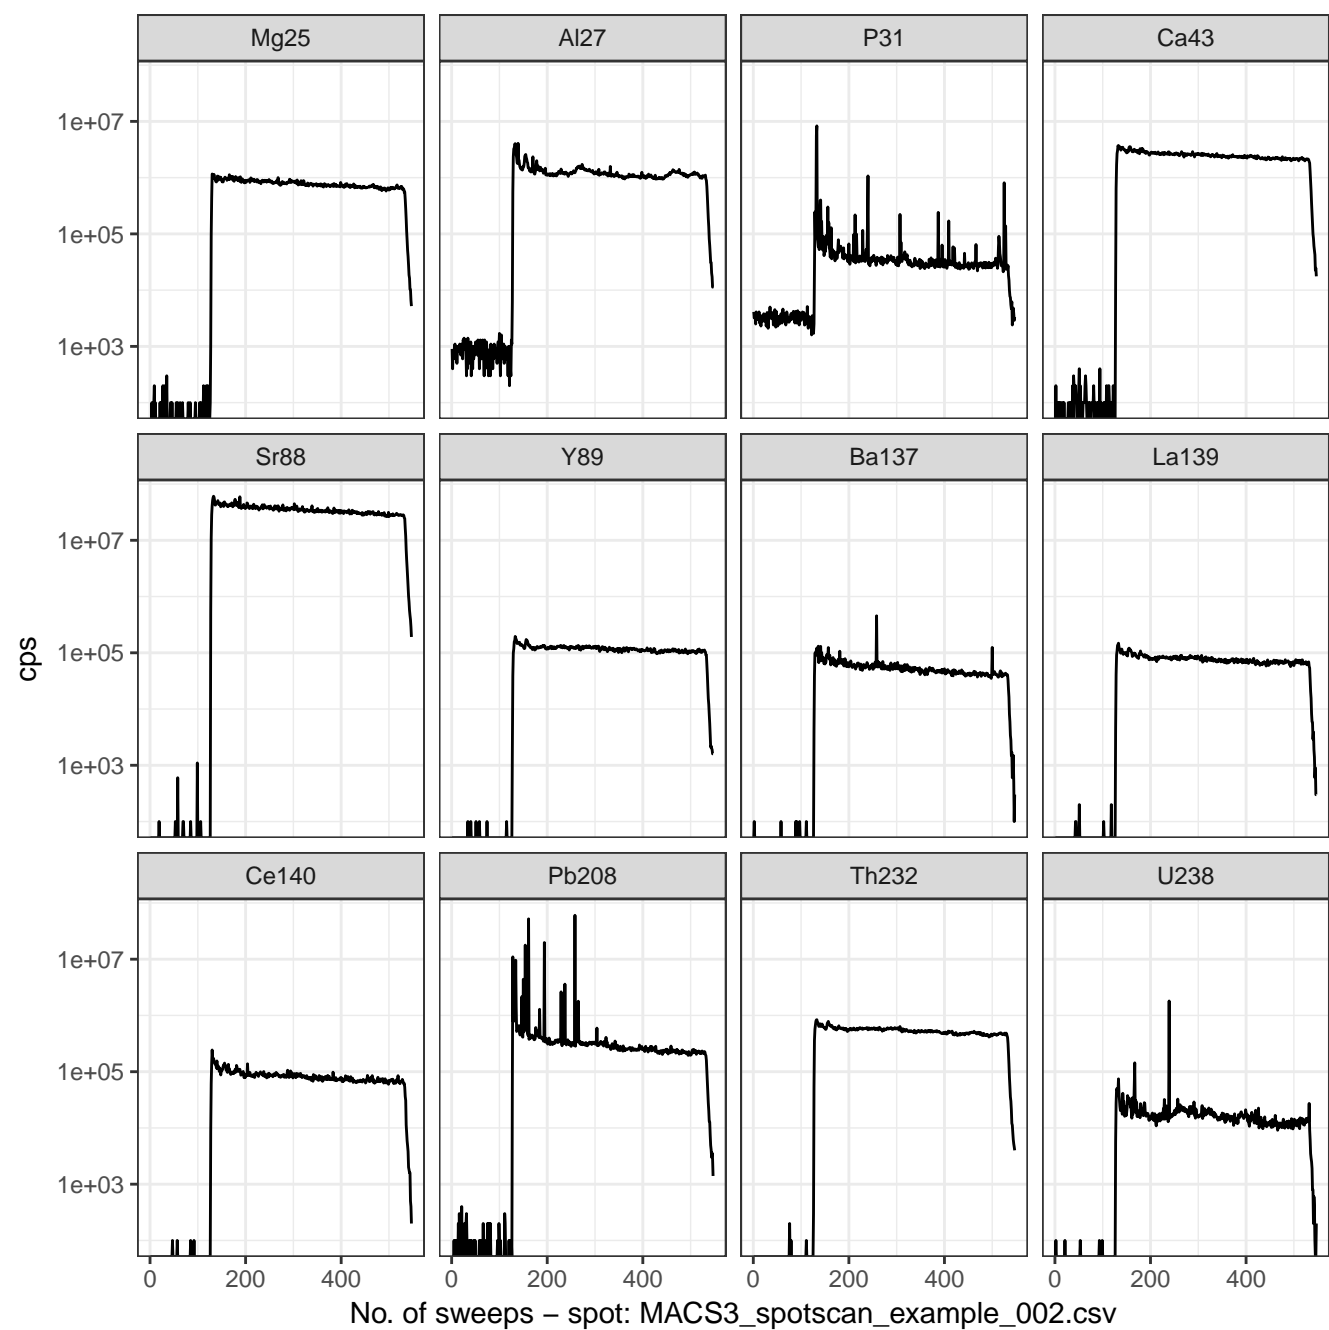 Mg25 Al27 P31 Ca43
1e+07
1e+05
1e+03
Sr88 Y89 Ba137 La139
1e+07
1e+05
1e+03
cps
Ce140 Pb208 Th232 U238
1e+07
1e+05
1e+03
0 200 400 0 200 400 0 200 400 0 200 400
No. of sweeps – spot: MACS3_spotscan_example_002.csv